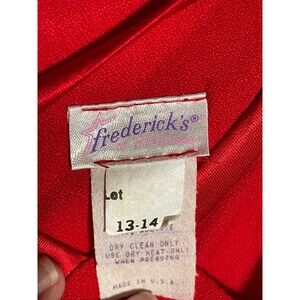 frederick's®
Lot
13-14
DRY CLEAN ONLY
USE DRY HEAT ONLY
WHEN PRESSING
MADE IN U.S.A.